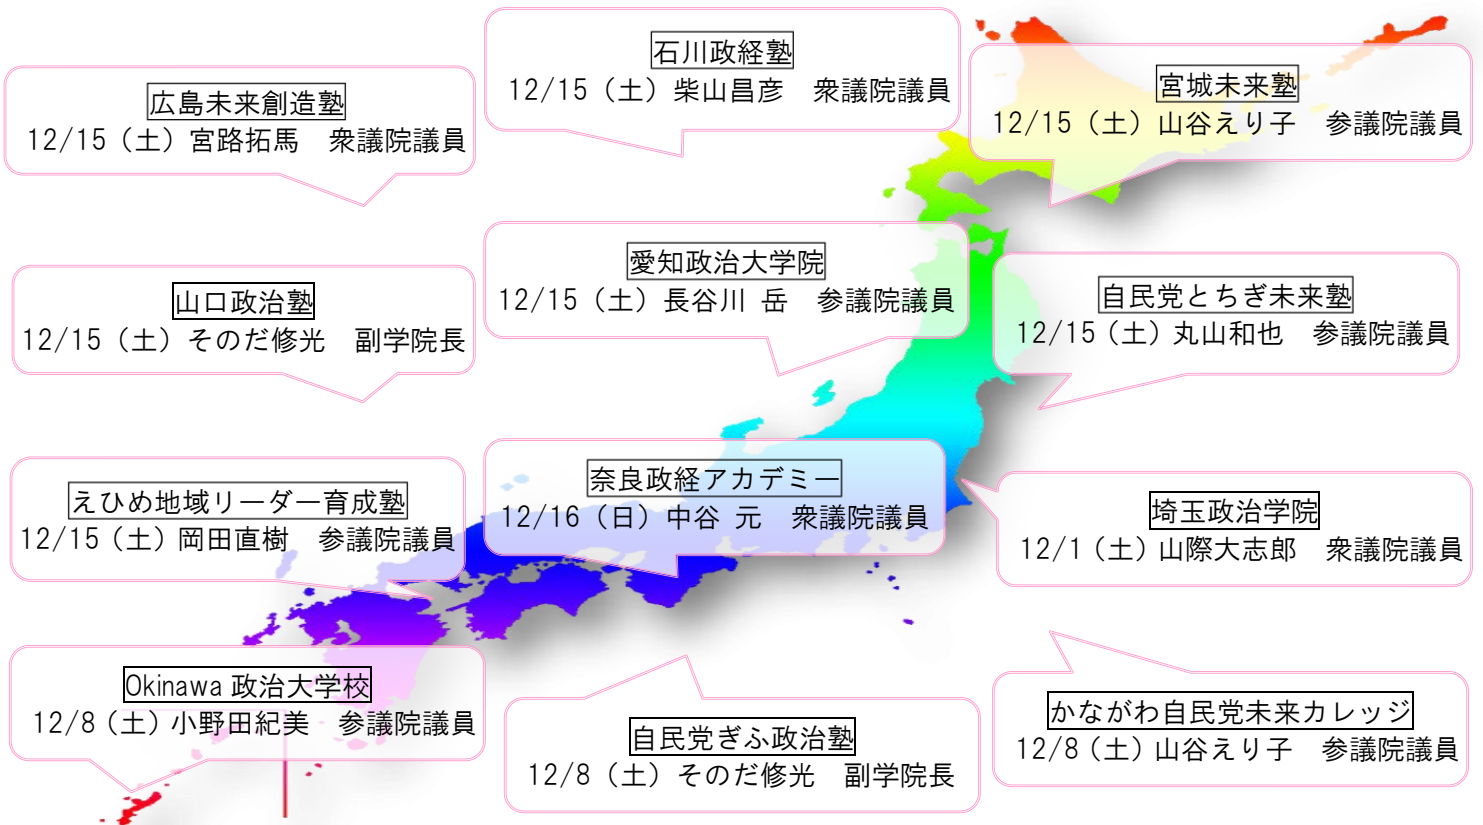 石川政経塾
12/15（土）柴山昌彦　衆議院議員
広島未来創造塾
12/15（土）宮路拓馬　衆議院議員
宮城未来塾
12/15（土）山谷えり子　参議院議員
愛知政治大学院
12/15（土）長谷川 岳　参議院議員
山口政治塾
12/15（土）そのだ修光　副学院長
自民党とちぎ未来塾
12/15（土）丸山和也　参議院議員
奈良政経アカデミー
12/16（日）中谷 元　衆議院議員
えひめ地域リーダー育成塾
12/15（土）岡田直樹　参議院議員
埼玉政治学院
12/1（土）山際大志郎　衆議院議員
Okinawa 政治大学校
12/8（土）小野田紀美　参議院議員
自民党ぎふ政治塾
12/8（土）そのだ修光　副学院長
かながわ自民党未来カレッジ
12/8（土）山谷えり子　参議院議員